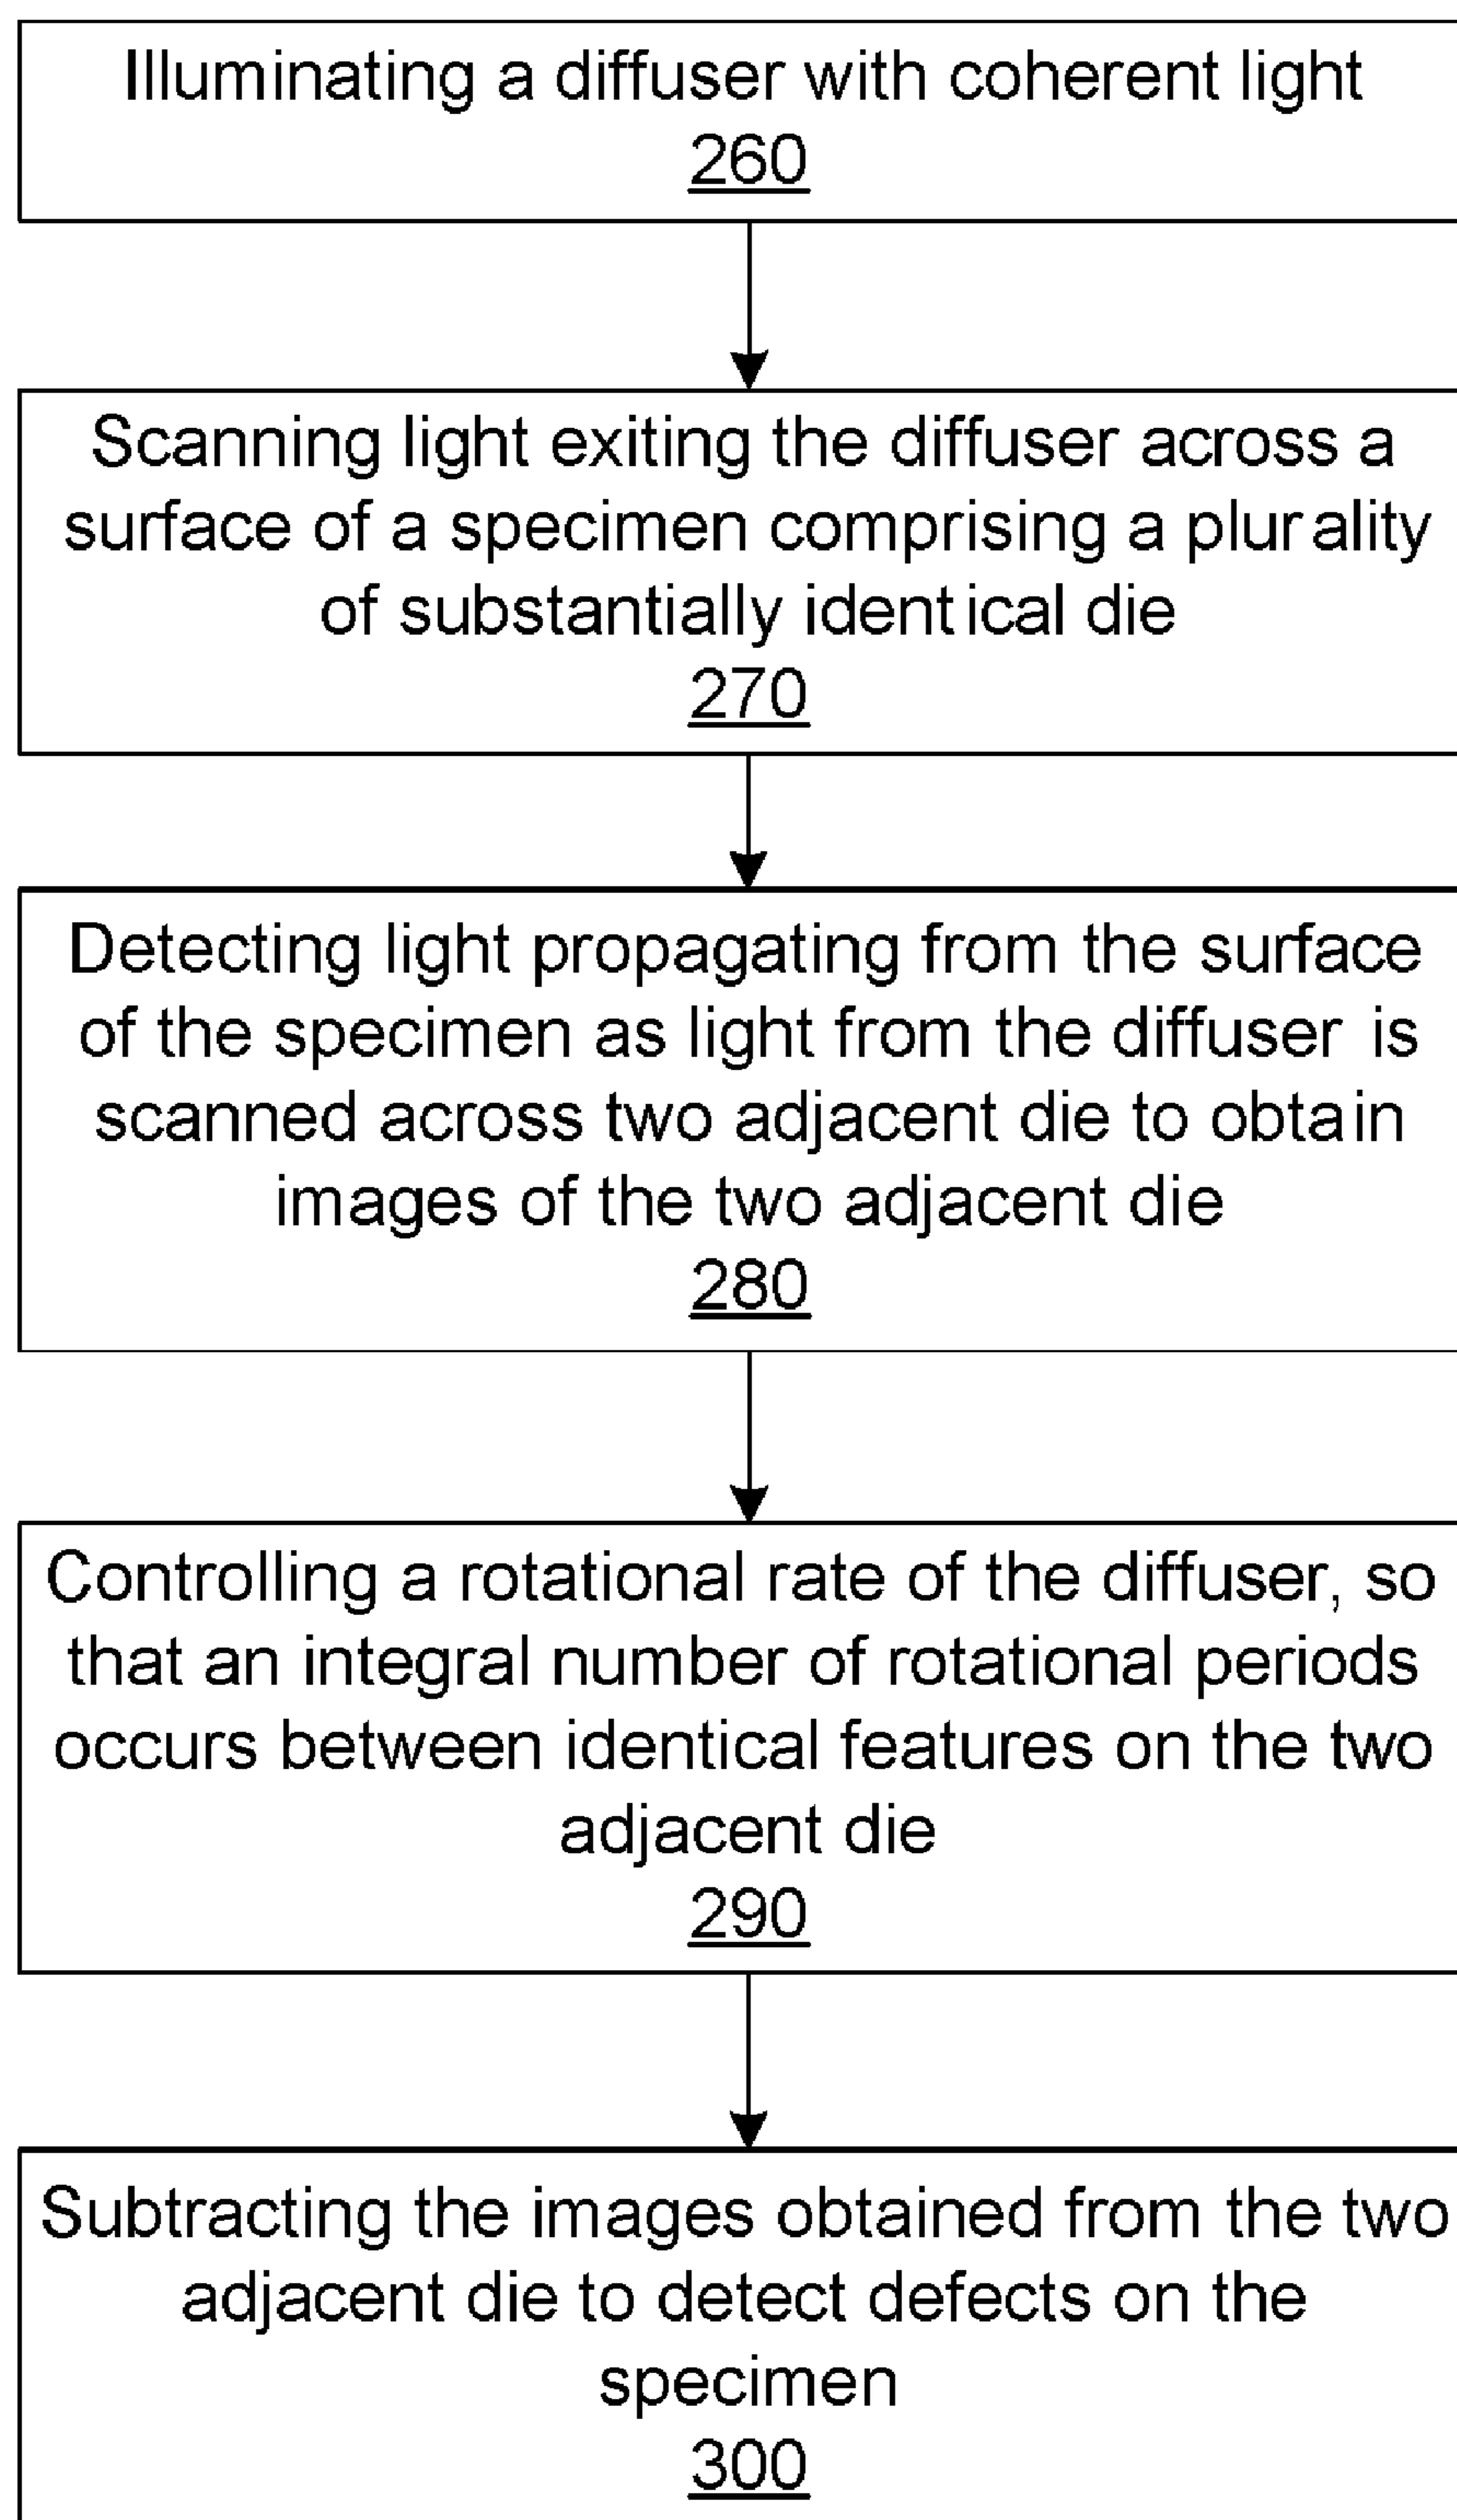 Illuminating a diffuser with coherent light
260
Scanning light exiting the diffuser across a
surface of a specimen comprising a plurality
of substantially identical die
270
Detecting light propagating from the surface
of the specimen as light from the diffuser is
scanned across two adjacent die to obtain
images of the two adjacent die
280
Controlling a rotational rate of the diffuser, so
that an integral number of rotational periods
occurs between identical features on the two
adjacent die
290
Subtracting the images obtained from the two
adjacent die to detect defects on the
specimen
300